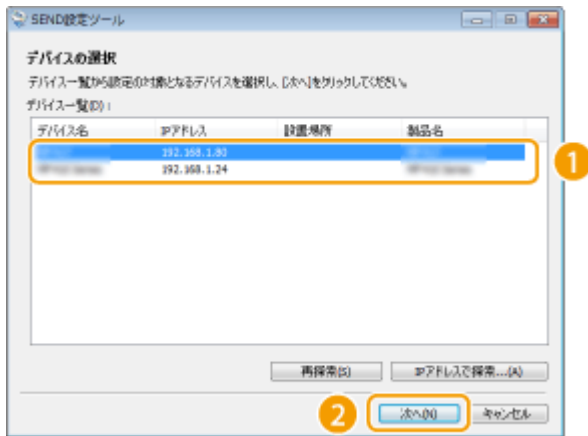 SEND設定ツール
デバイスの選択
デバイス一覧から設定の対象となるデバイスを選択し、[次へ]をクリックしてください。
デバイス一覧(D):
デバイス名 IPアドレス 設置場所 製品名
192.168.1.80
192.168.1.24
1
再探索(S) IPアドレスで探索...(A)
2 次へ(N) キャンセル